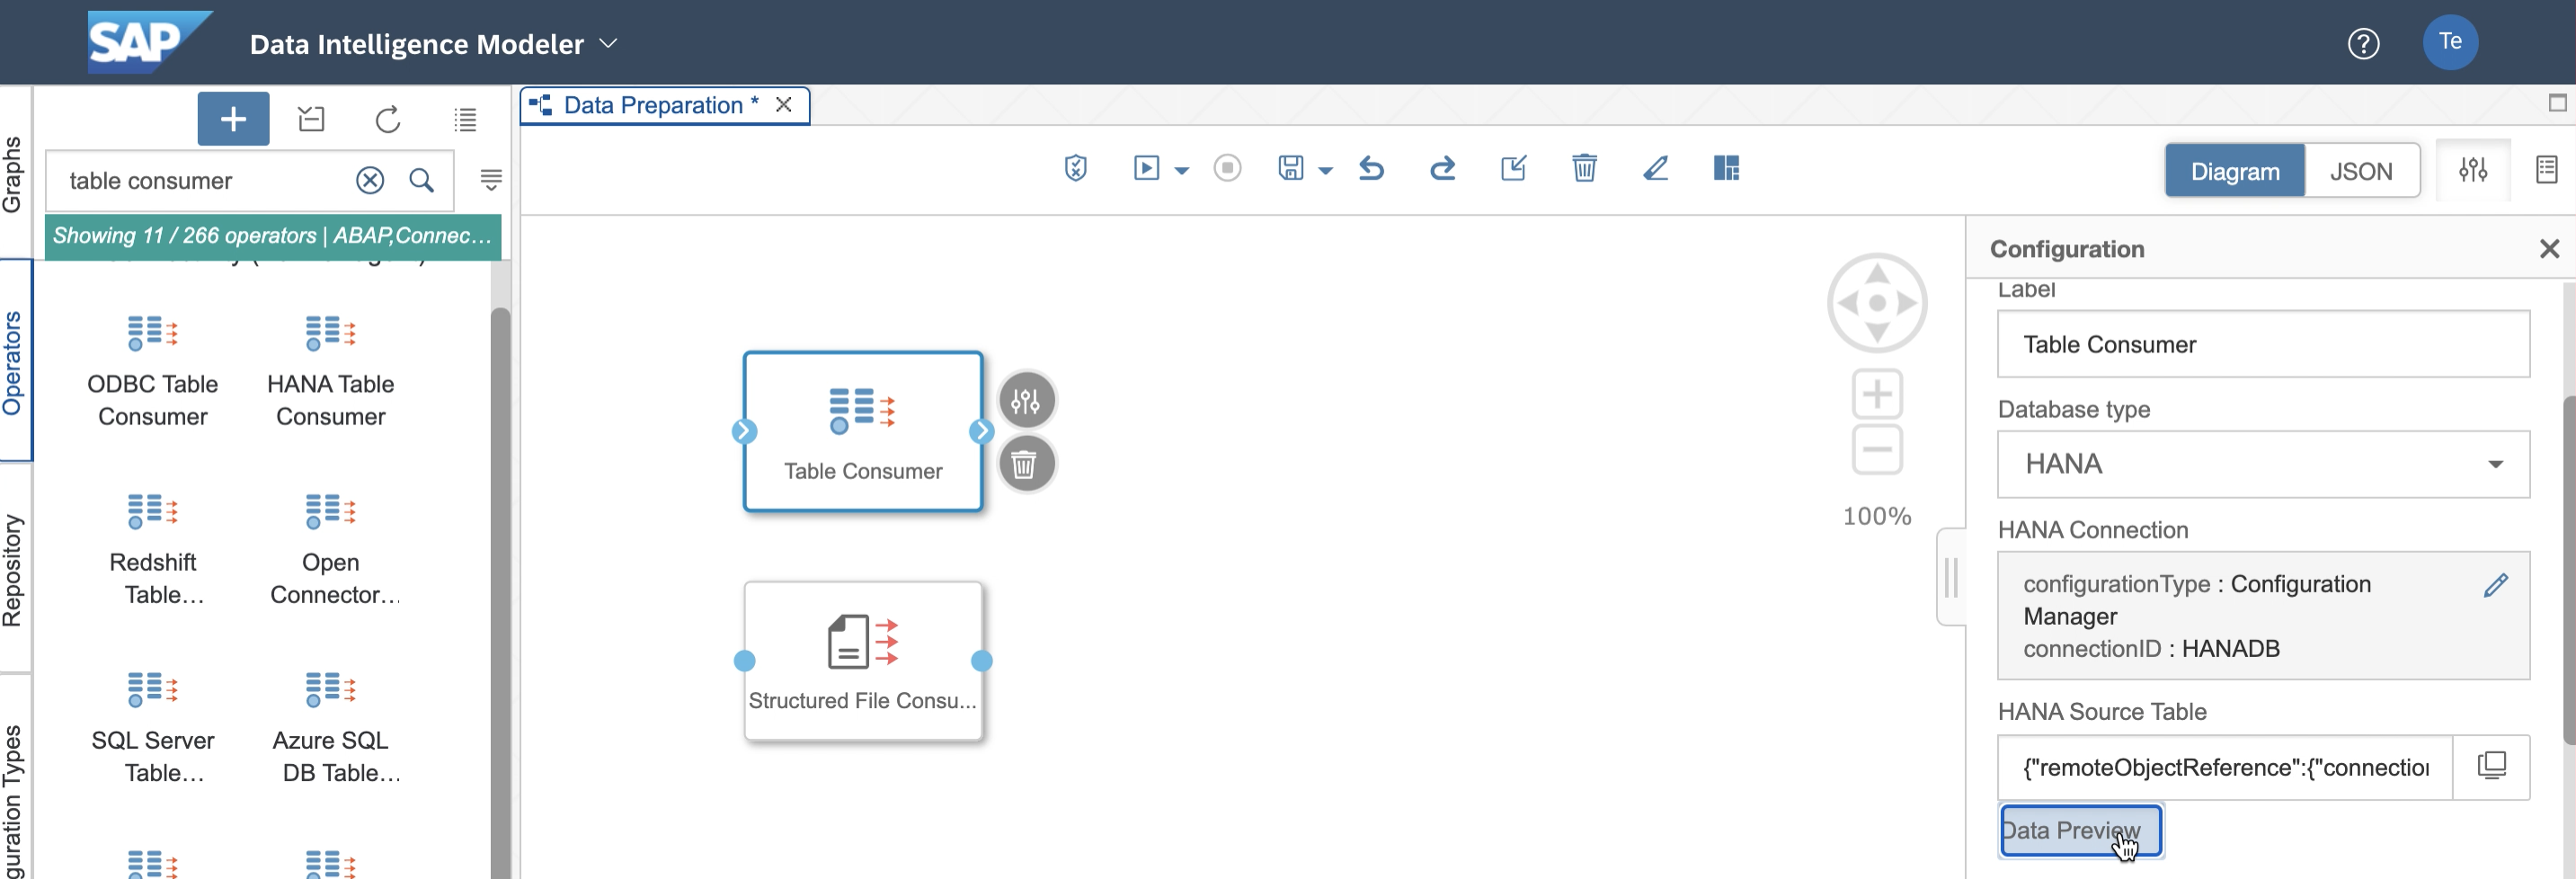 SAP
Data Intelligence Modeler
Te
Graphs
Operators
Repository
guration Types
table consumer
Showing 11 / 266 operators | ABAP,Connec...
ODBC Table
Consumer
HANA Table
Consumer
Redshift
Table...
Open
Connector...
SQL Server
Table...
Azure SQL
DB Table...
Data Preparation *
Diagram
JSON
Table Consumer
Structured File Consu...
100%
Configuration
Label
Table Consumer
Database type
HANA
HANA Connection
configurationType : Configuration
Manager
connectionID : HANADB
HANA Source Table
{"remoteObjectReference":{"connection
Data Preview